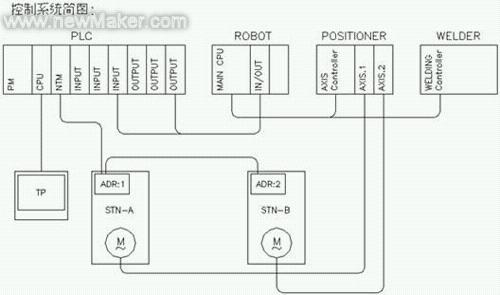 控制系统简图:
www.newMaker.com
PLC
ROBOT
POSITIONER
WELDER
PM
CPU
NTM
INPUT
INPUT
INPUT
OUTPUT
OUTPUT
OUTPUT
MAIN CPU
IN/OUT
AXIS
Controller
AXIS.1
AXIS.2
WELDING
Controller
TP
ADR:1
STN-A
M
~
ADR:2
STN-B
M
~